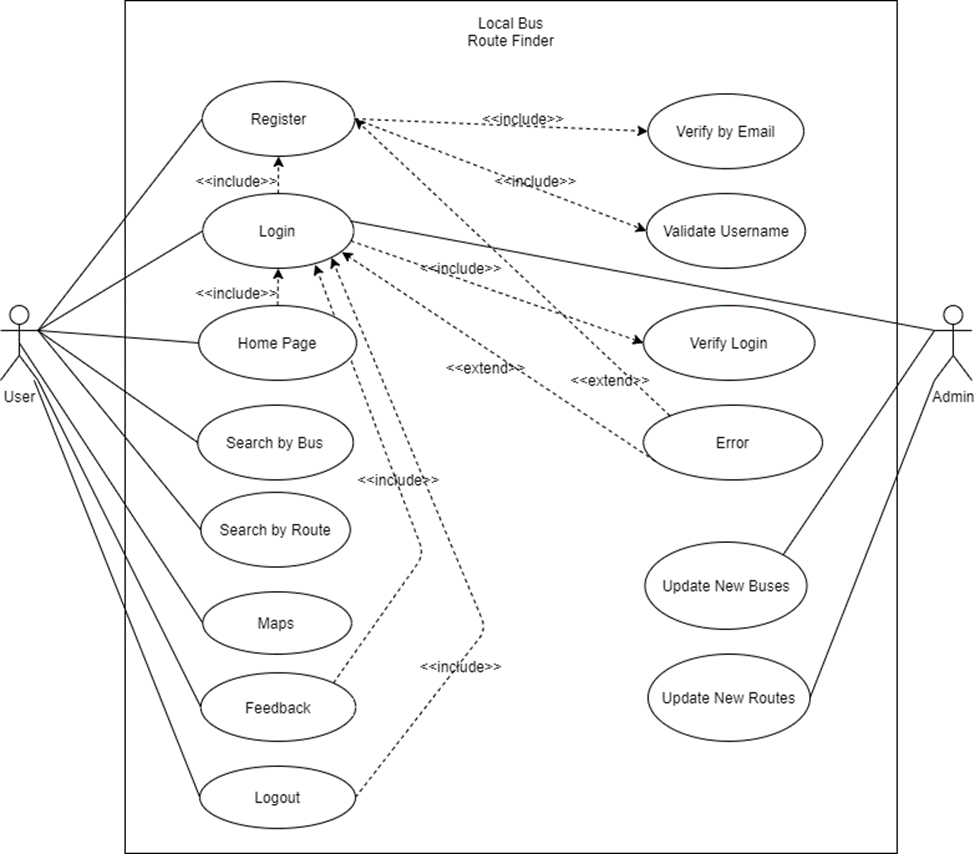 Local Bus
Route Finder
Register
<<include>>
Verify by Email
<<include>>
<<include>>
Login
Validate Username
<<include>>
<<include>>
Home Page
Verify Login
<<extend>>
<<extend>>
User
Admin
Search by Bus
Error
<<include>>
Search by Route
Update New Buses
Maps
<<include>>
Feedback
Update New Routes
Logout